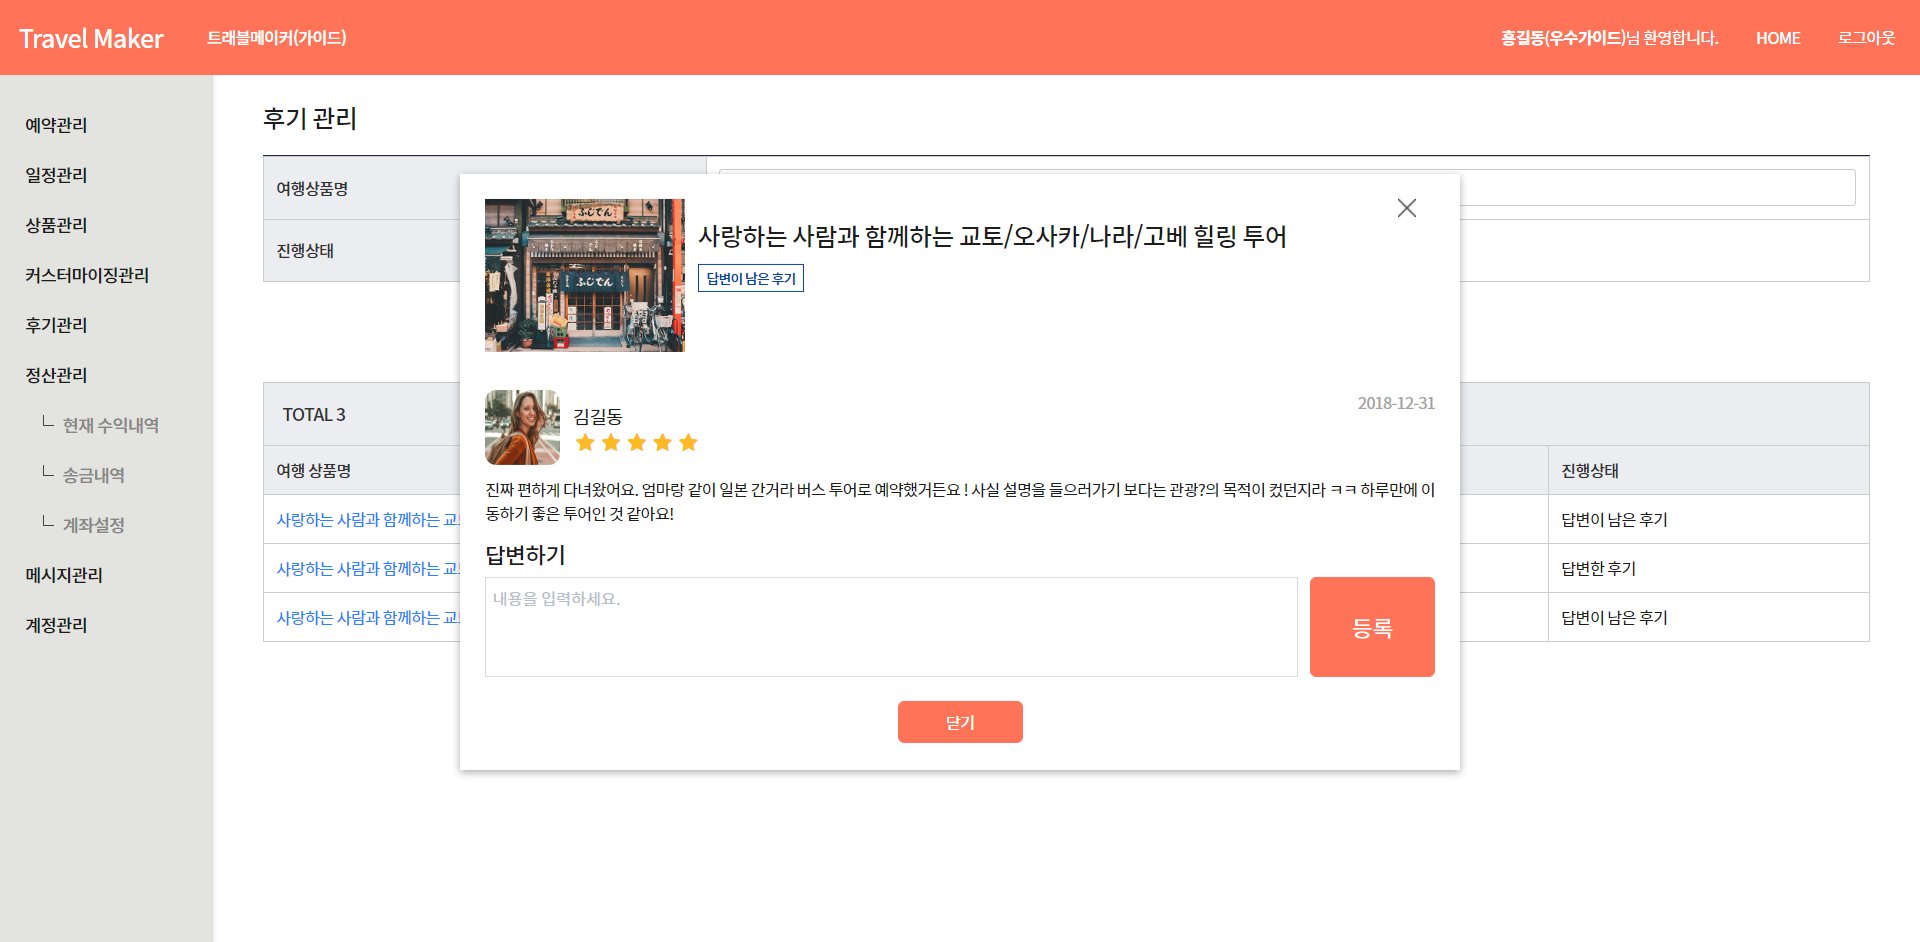 Travel Maker
트래블메이커(가이드)
홍길동(우수가이드)님 환영합니다.
HOME
로그아웃
예약관리
일정관리
상품관리
커스터마이징관리
후기관리
정산관리
현재 수익내역
송금내역
계좌설정
메시지관리
계정관리
후기 관리
여행상품명
진행상태
사랑하는 사람과 함께하는 교토/오사카/나라/고베 힐링 투어
답변이 남은 후기
ふじでん
ふじでん
김길동
2018-12-31
진짜 편하게 다녀왔어요. 엄마랑 같이 일본 간거라 버스 투어로 예약했거든요 ! 사실 설명을 들으러가기 보다는 관광?의 목적이 컸던지라 ㅋㅋ 하루만에 이
동하기 좋은 투어인 것 같아요!
답변하기
내용을 입력하세요.
등록
닫기
TOTAL 3
여행 상품명
진행상태
사랑하는 사람과 함께하는 교토
답변이 남은 후기
사랑하는 사람과 함께하는 교토
답변한 후기
사랑하는 사람과 함께하는 교토
답변이 남은 후기